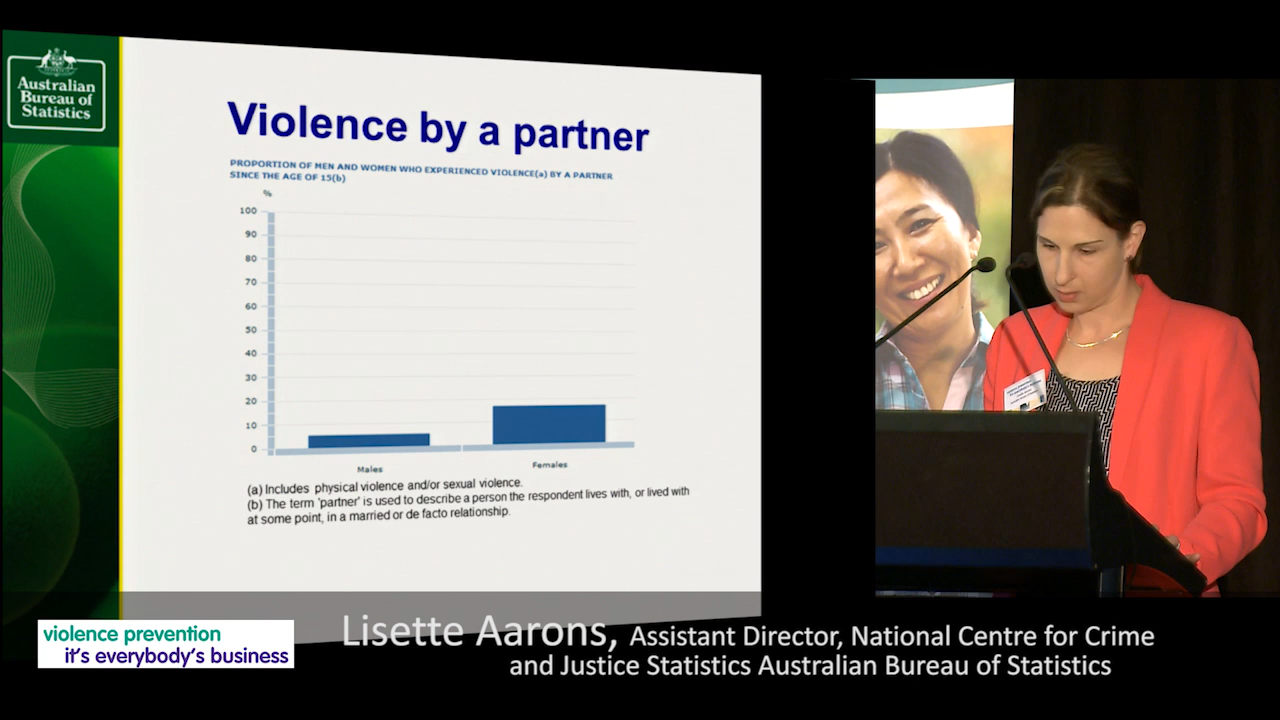 Australian
Bureau of
Statistics
Violence by a partner
PROPORTION OF MEN AND WOMEN WHO EXPERIENCED VIOLENCE(a) BY A PARTNER
SINCE THE AGE OF 15(b)
%
100
90
80
70
60
50
40
30
20
10
0
Males
Females
(a) Includes physical violence and/or sexual violence.
(b) The term 'partner' is used to describe a person the respondent lives with, or lived with
at some point, in a married or de facto relationship.
violence prevention
it's everybody's business
Lisette Aarons, Assistant Director, National Centre for Crime
and Justice Statistics Australian Bureau of Statistics